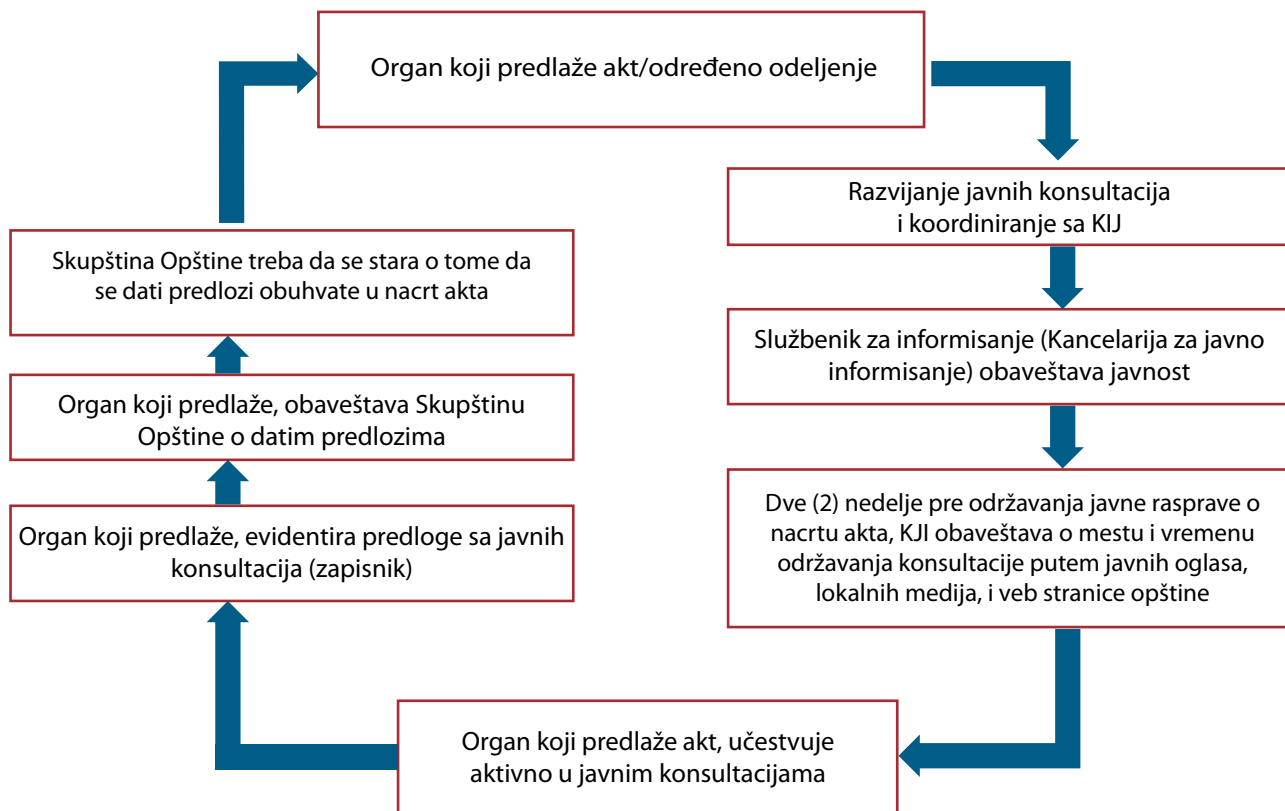 Organ koji predlaže akt/određeno odeljenje
Razvijanje javnih konsultacija
i koordiniranje sa KIJ
Službenik za informisanje (Kancelarija za javno
informisanje) obaveštava javnost
Dve (2) nedelje pre održavanja javne rasprave o
nacrtu akta, KJI obaveštava o mestu i vremenu
održavanja konsultacije putem javnih oglasa,
lokalnih medija, i veb stranice opštine
Organ koji predlaže akt, učestvuje
aktivno u javnim konsultacijama
Organ koji predlaže, evidentira predloge sa javnih
konsultacija (zapisnik)
Organ koji predlaže, obaveštava Skupštinu
Opštine o datim predlozima
Skupština Opštine treba da se stara o tome da
se dati predlozi obuhvate u nacrt akta